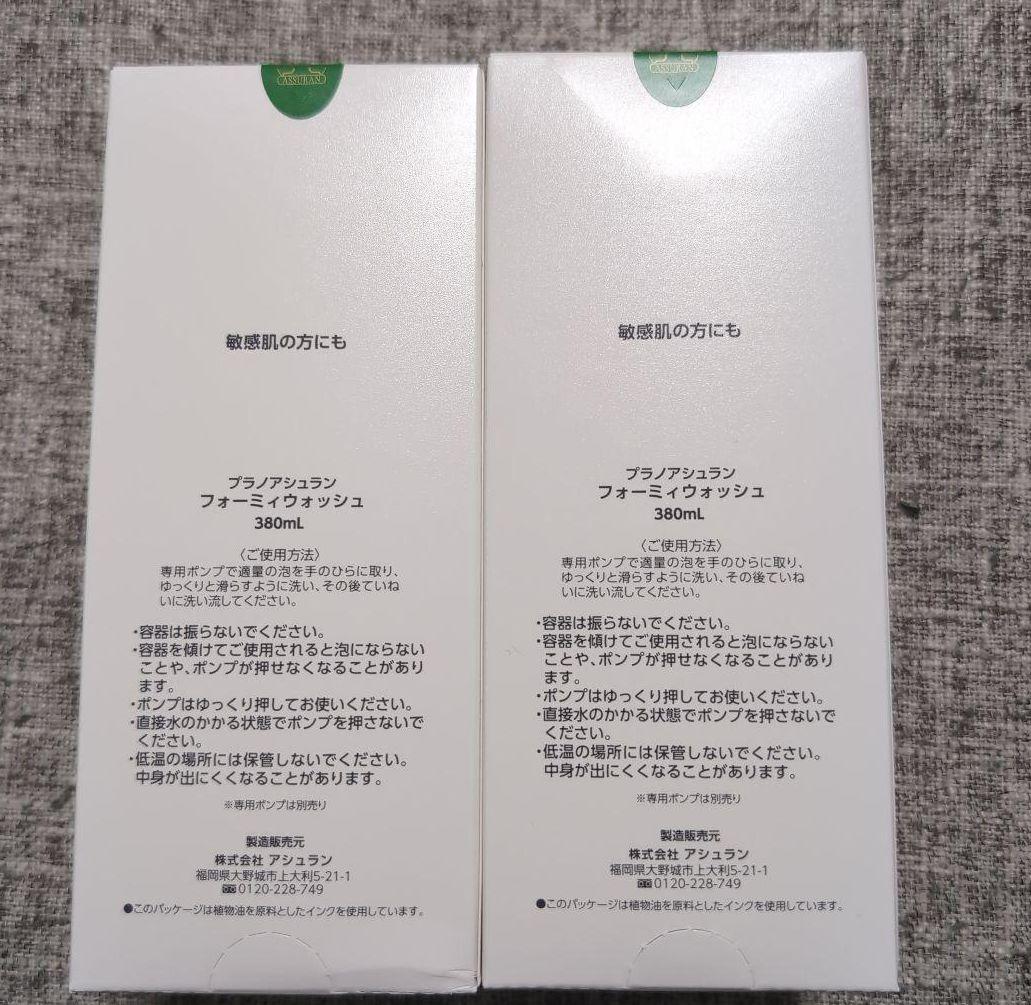 ASSURAN
敏感肌の方にも
プラノアシュラン
フォーミィウォッシュ
380mL
〈ご使用方法〉
専用ポンプで適量の泡を手のひらに取り、
ゆっくりと滑らすように洗い、その後ていね
いに洗い流してください。
・容器は振らないでください。
・容器を傾けてご使用されると泡にならない
ことや、ポンプが押せなくなることがあり
ます。
・ポンプはゆっくり押してお使いください。
・直接水のかかる状態でポンプを押さないで
ください。
・低温の場所には保管しないでください。
中身が出にくくなることがあります。
※専用ポンプは別売り
製造販売元
株式会社 アシュラン
福岡県大野城市上大利5-21-1
0120-228-749
●このパッケージは植物油を原料としたインクを使用しています。
ASSURAN
敏感肌の方にも
プラノアシュラン
フォーミィウォッシュ
380mL
〈ご使用方法〉
専用ポンプで適量の泡を手のひらに取り、
ゆっくりと滑らすように洗い、その後ていね
いに洗い流してください。
・容器は振らないでください。
・容器を傾けてご使用されると泡にならない
ことや、ポンプが押せなくなることがあり
ます。
・ポンプはゆっくり押してお使いください。
・直接水のかかる状態でポンプを押さないで
ください。
・低温の場所には保管しないでください。
中身が出にくくなることがあります。
※専用ポンプは別売り
製造販売元
株式会社 アシュラン
福岡県大野城市上大利5-21-1
0120-228-749
●このパッケージは植物油を原料としたインクを使用しています。